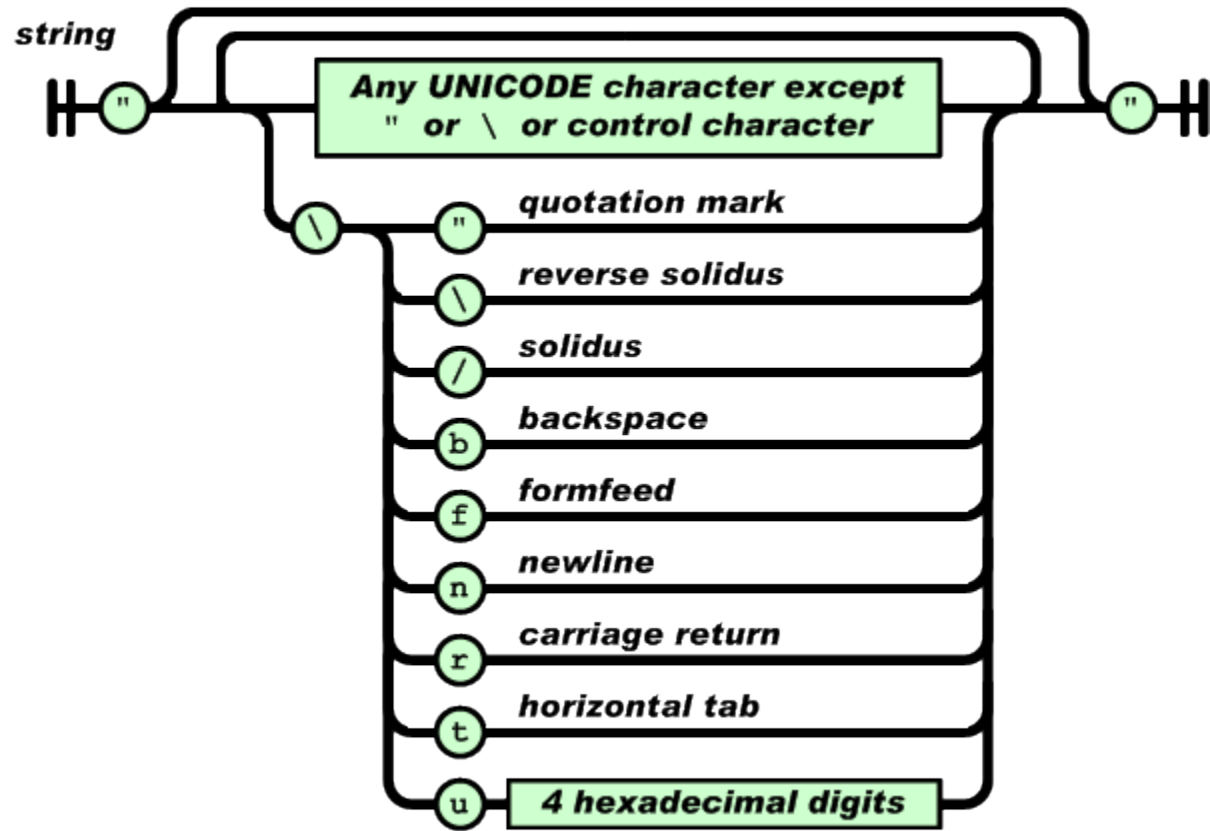 string
" Any UNICODE character except "
" or \ or control character
\ " quotation mark
\ reverse solidus
/ solidus
b backspace
f formfeed
n newline
r carriage return
t horizontal tab
u 4 hexadecimal digits